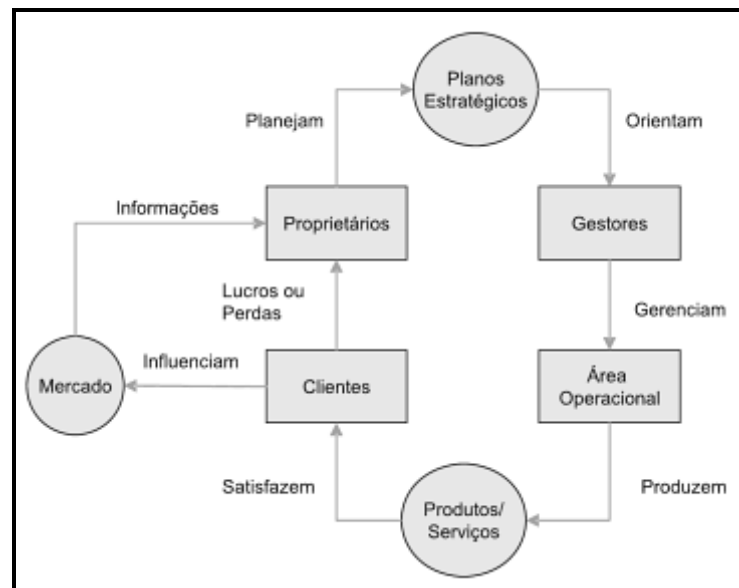 Planos
Estratégicos
Planejam
Orientam
Informações
Proprietários
Gestores
Lucros ou
Perdas
Gerenciam
Mercado
Influenciam
Clientes
Área
Operacional
Satisfazem
Produtos/
Serviços
Produzem